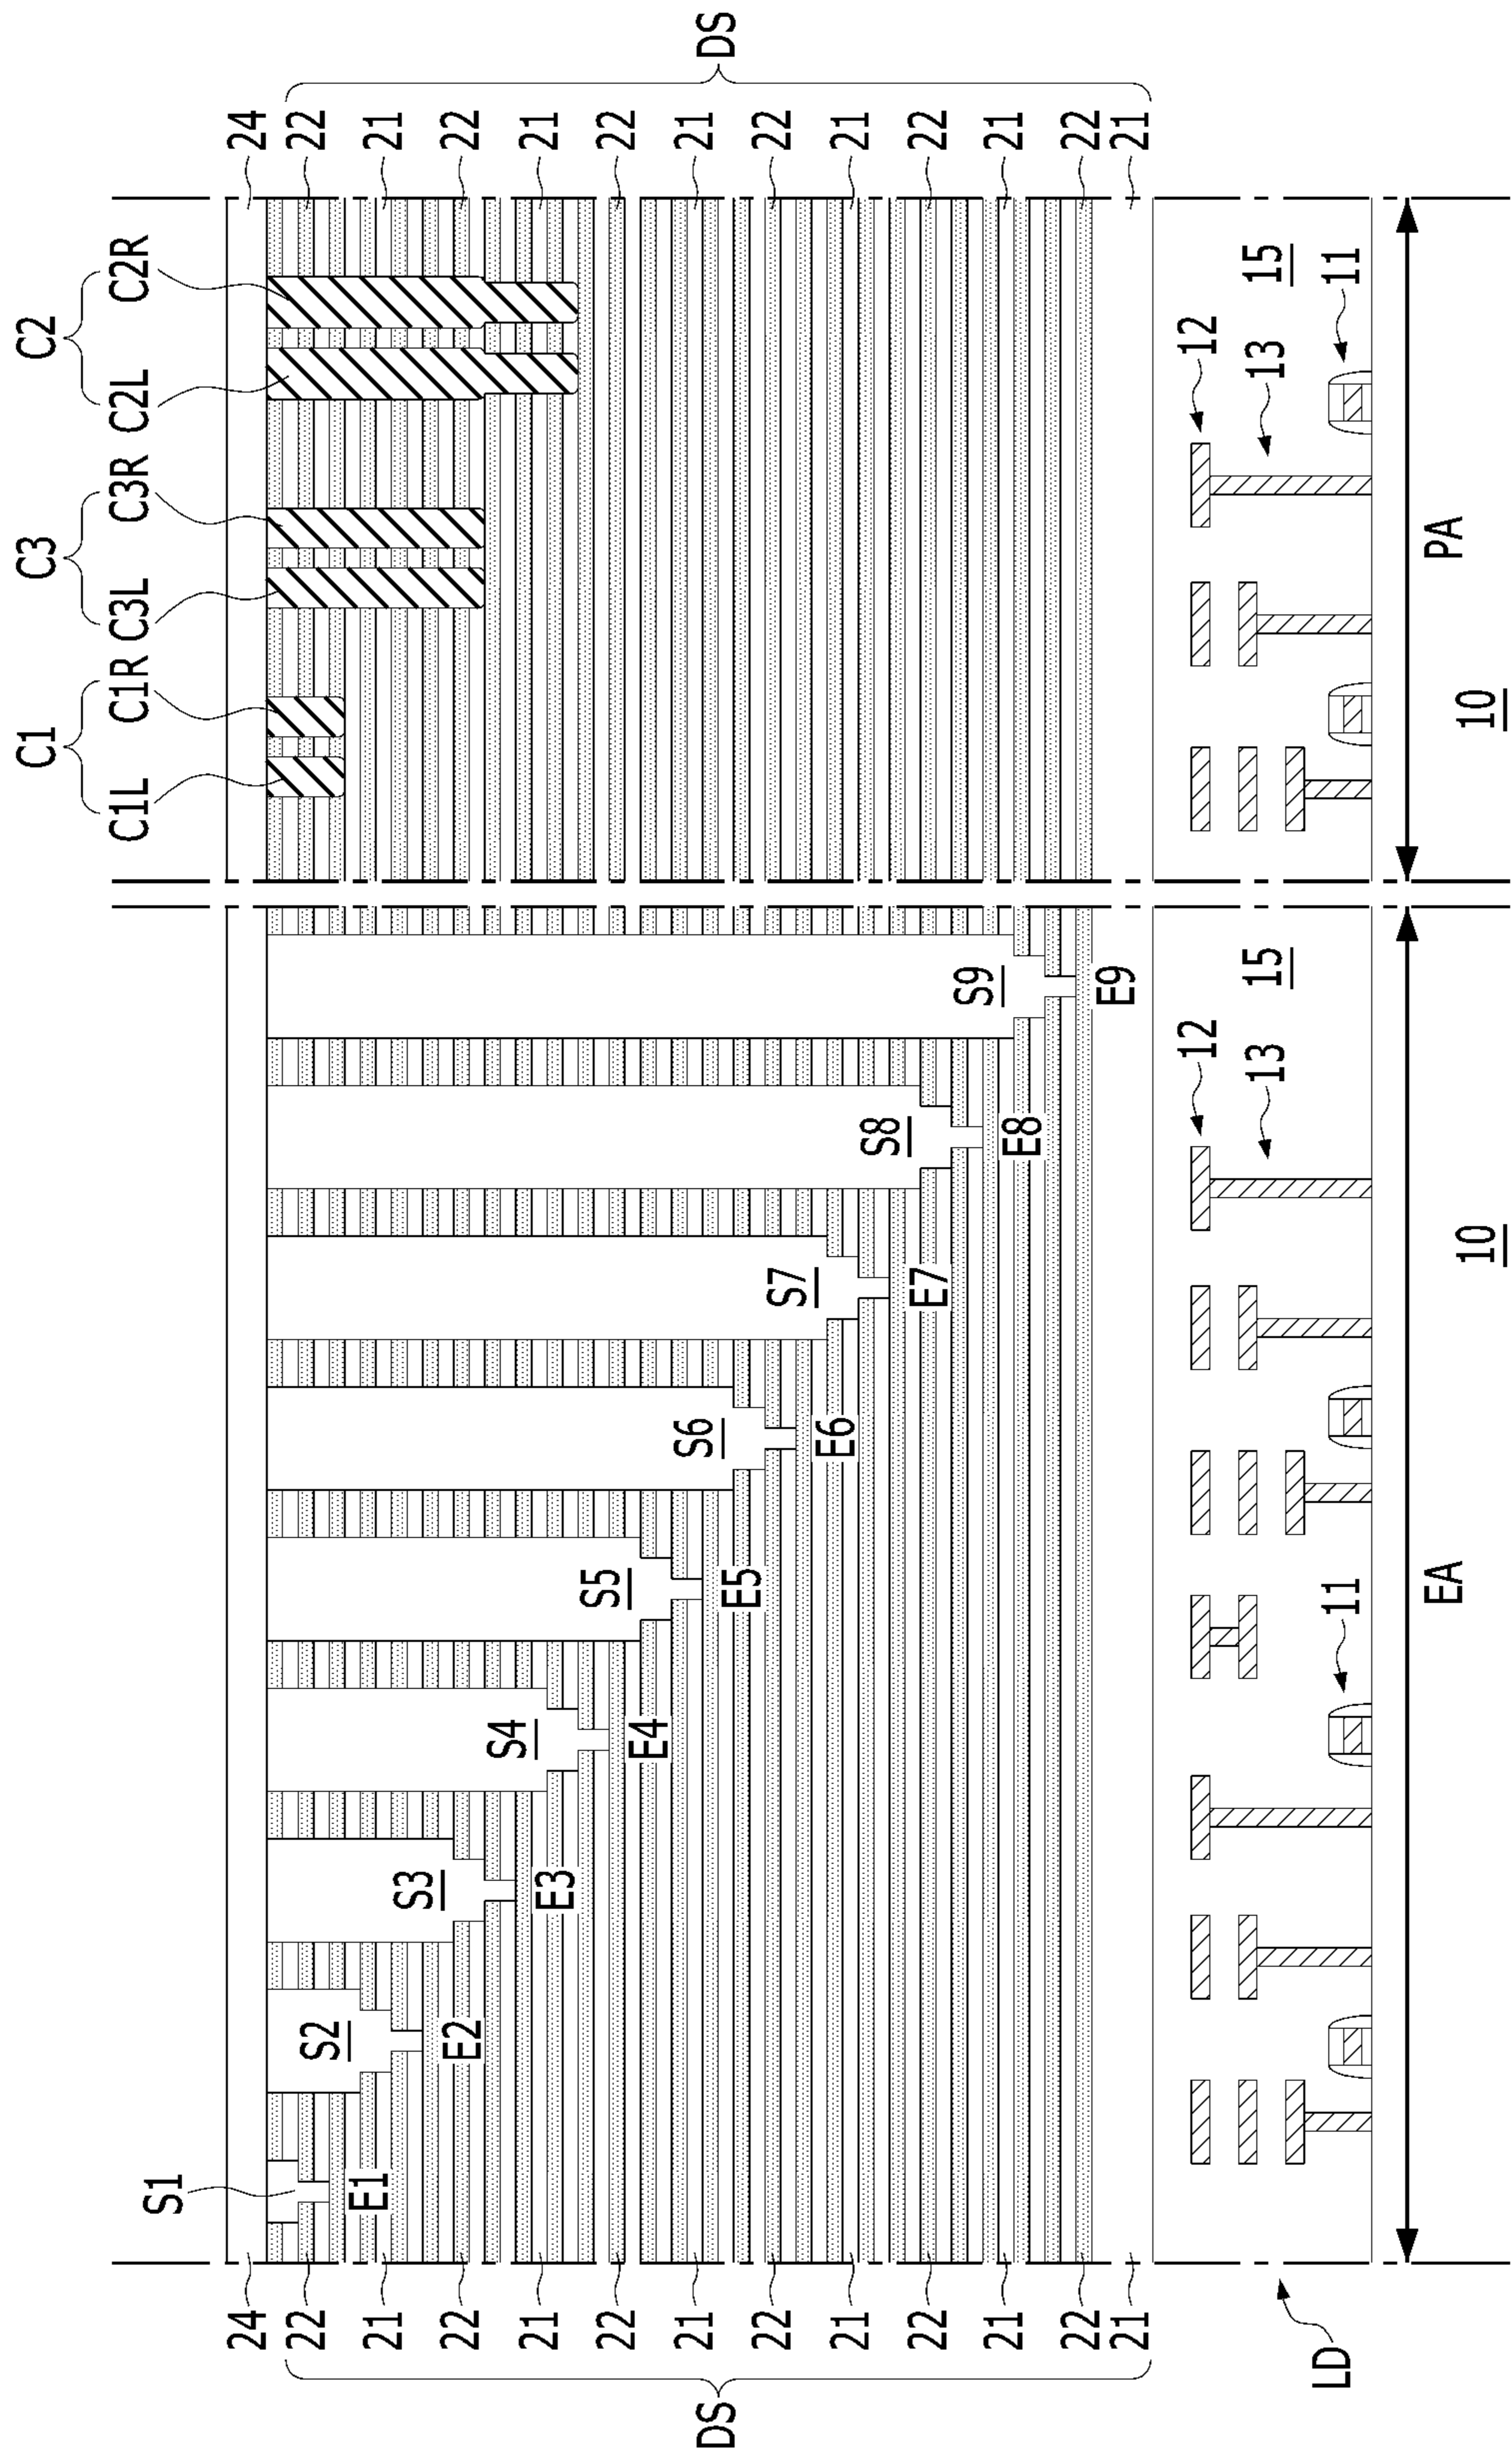 C1 C3 C2
C1L C1R C3L C3R C2L C2R
S1
24 24
22 S2 22
21 E1 21
S3
22 E2 22
S4
21 E3 21
22 S5 22
E4
21 S6 21
DS DS
E5
22 S7 22
21 E6 21
S8
22 E7 22
S9
21 E8 21
22 22
21 E9 21
12 12
13 15 13 15
LD 11 11
EA PA
10 10